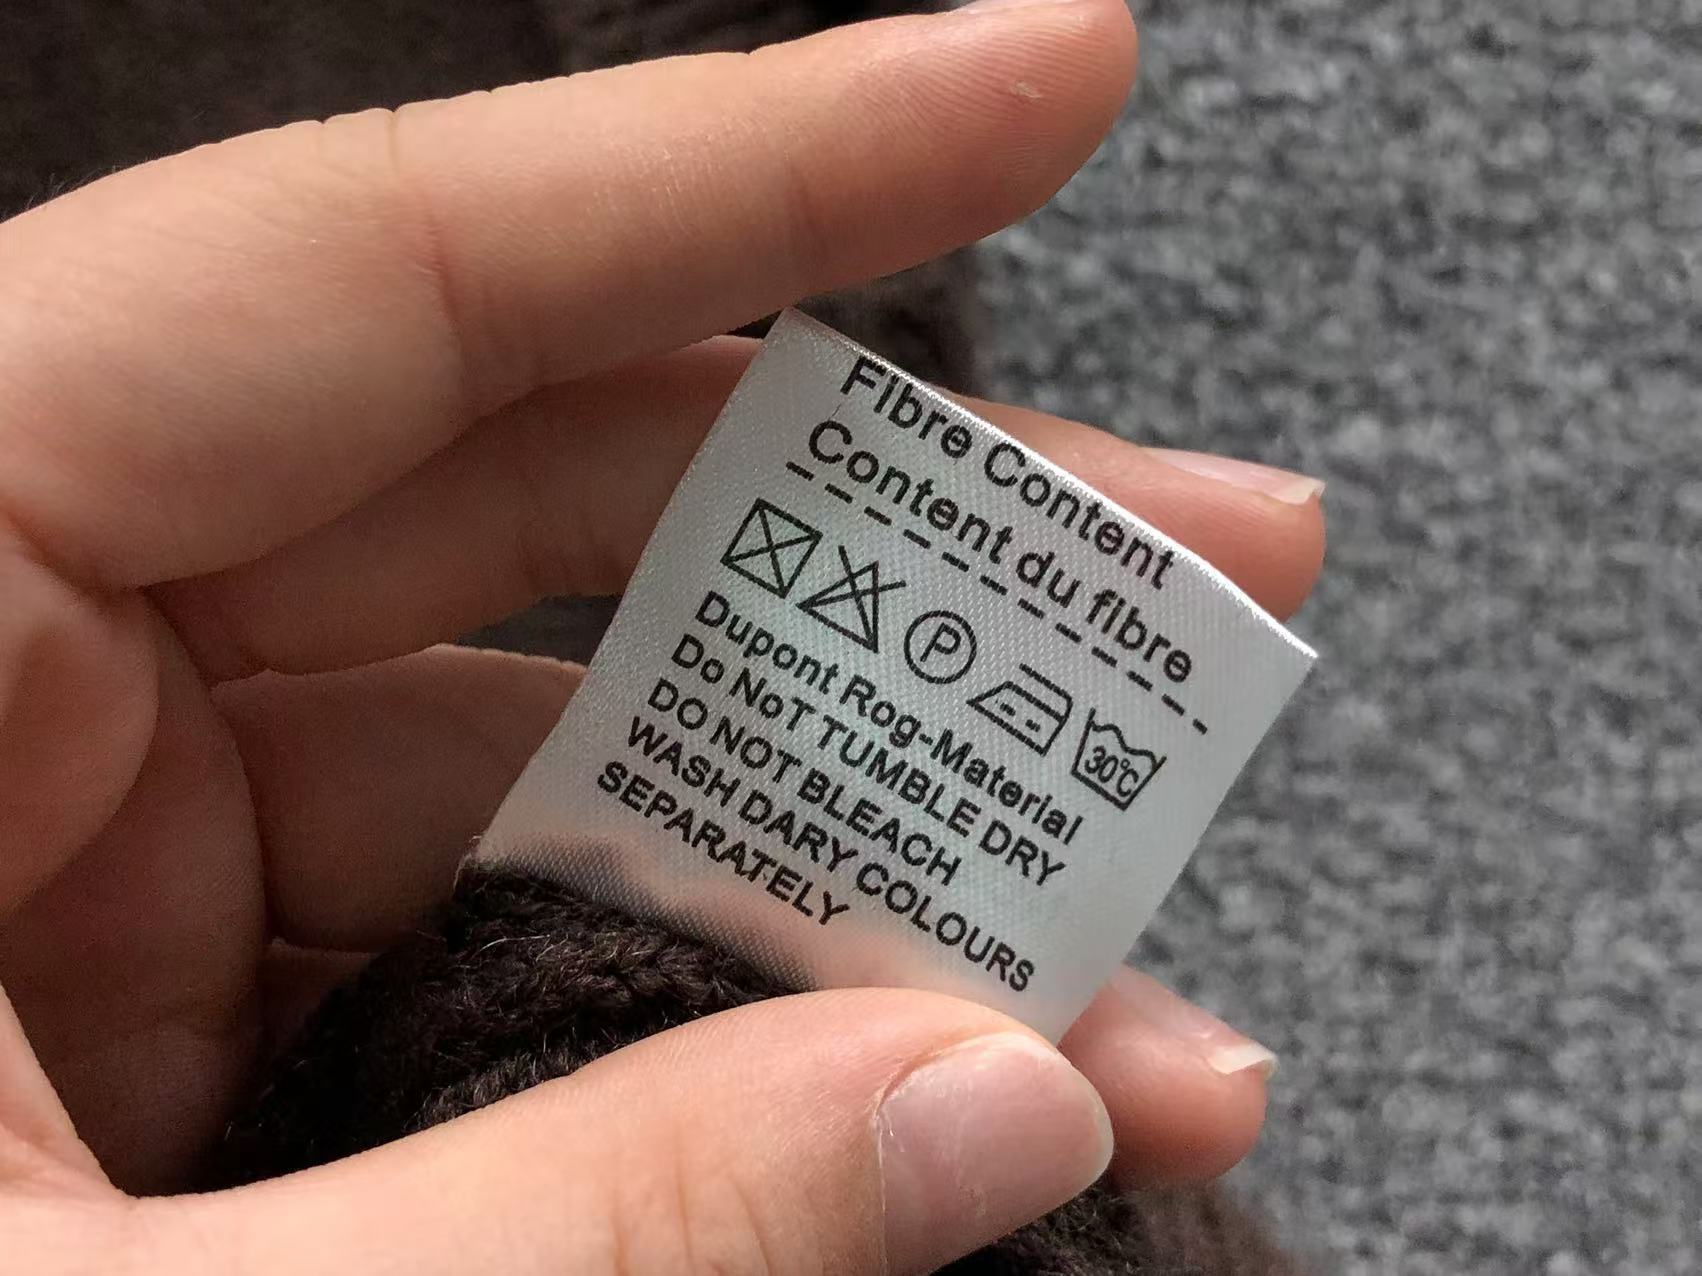 Fibre Content
Content du fibre
P
30°C
Dupont Rog-Material
Do NoT TUMBLE DRY
DO NOT BLEACH
WASH DARY COLOURS
SEPARATELY